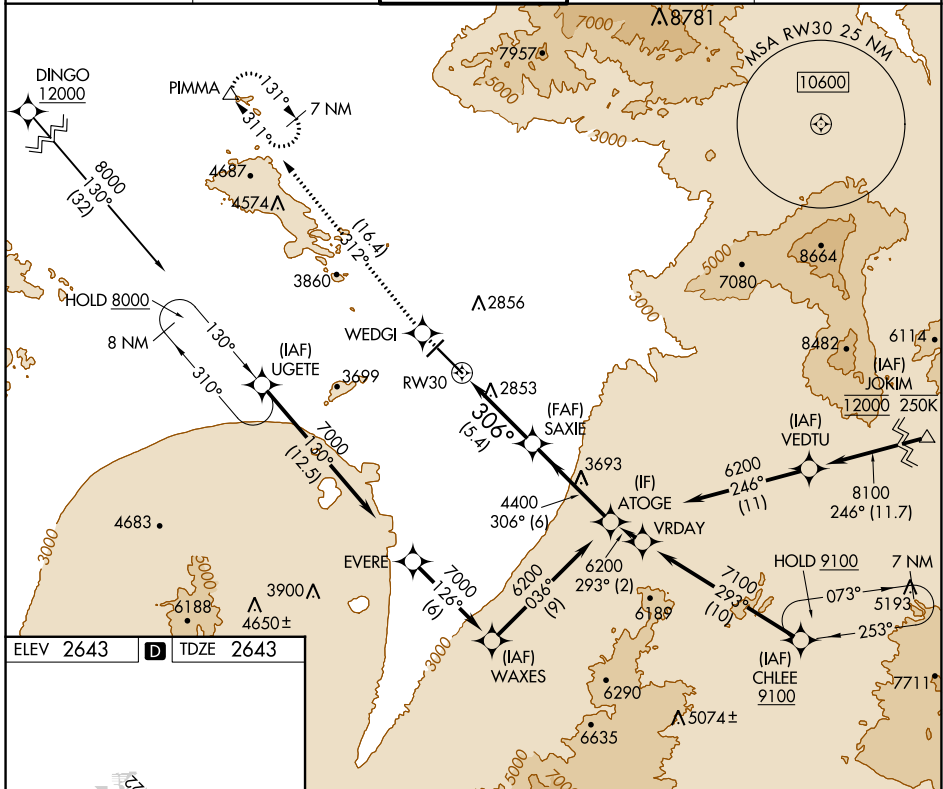 8781
7000
7957
5000
3000
MSA RW30 25 NM
10600
DINGO
12000
PIMMA
131°
7 NM
311°
8000
130°
(32)
4687
4574
(16.4)
312°
3860
HOLD 8000
8 NM
130°
310°
(IAF)
UGETE
WEDGI
2856
RW30
3699
2853
306°
(5.4)
(FAF)
SAXIE
5000
7080
8664
3000
8482
6114
(IAF)
JOKIM
12000 250K
(IAF)
VEDTU
6200
246°
(11)
8100
246° (11.7)
7000
130°
(12.5)
3693
(IF)
ATOGE
4400
306° (6)
VRDAY
6200
293° (2)
4683
3000
EVERE
7000
126°
(6)
6200
036°
(9)
7100
293°
(10)
HOLD 9100
7 NM
073°
5193
253°
5000
6188
3900
4650±
3000
(IAF)
WAXES
6189
(IAF)
CHLEE
9100
7711
6290
5074±
6635
5000
7000
ELEV 2643
D
TDZE 2643
22